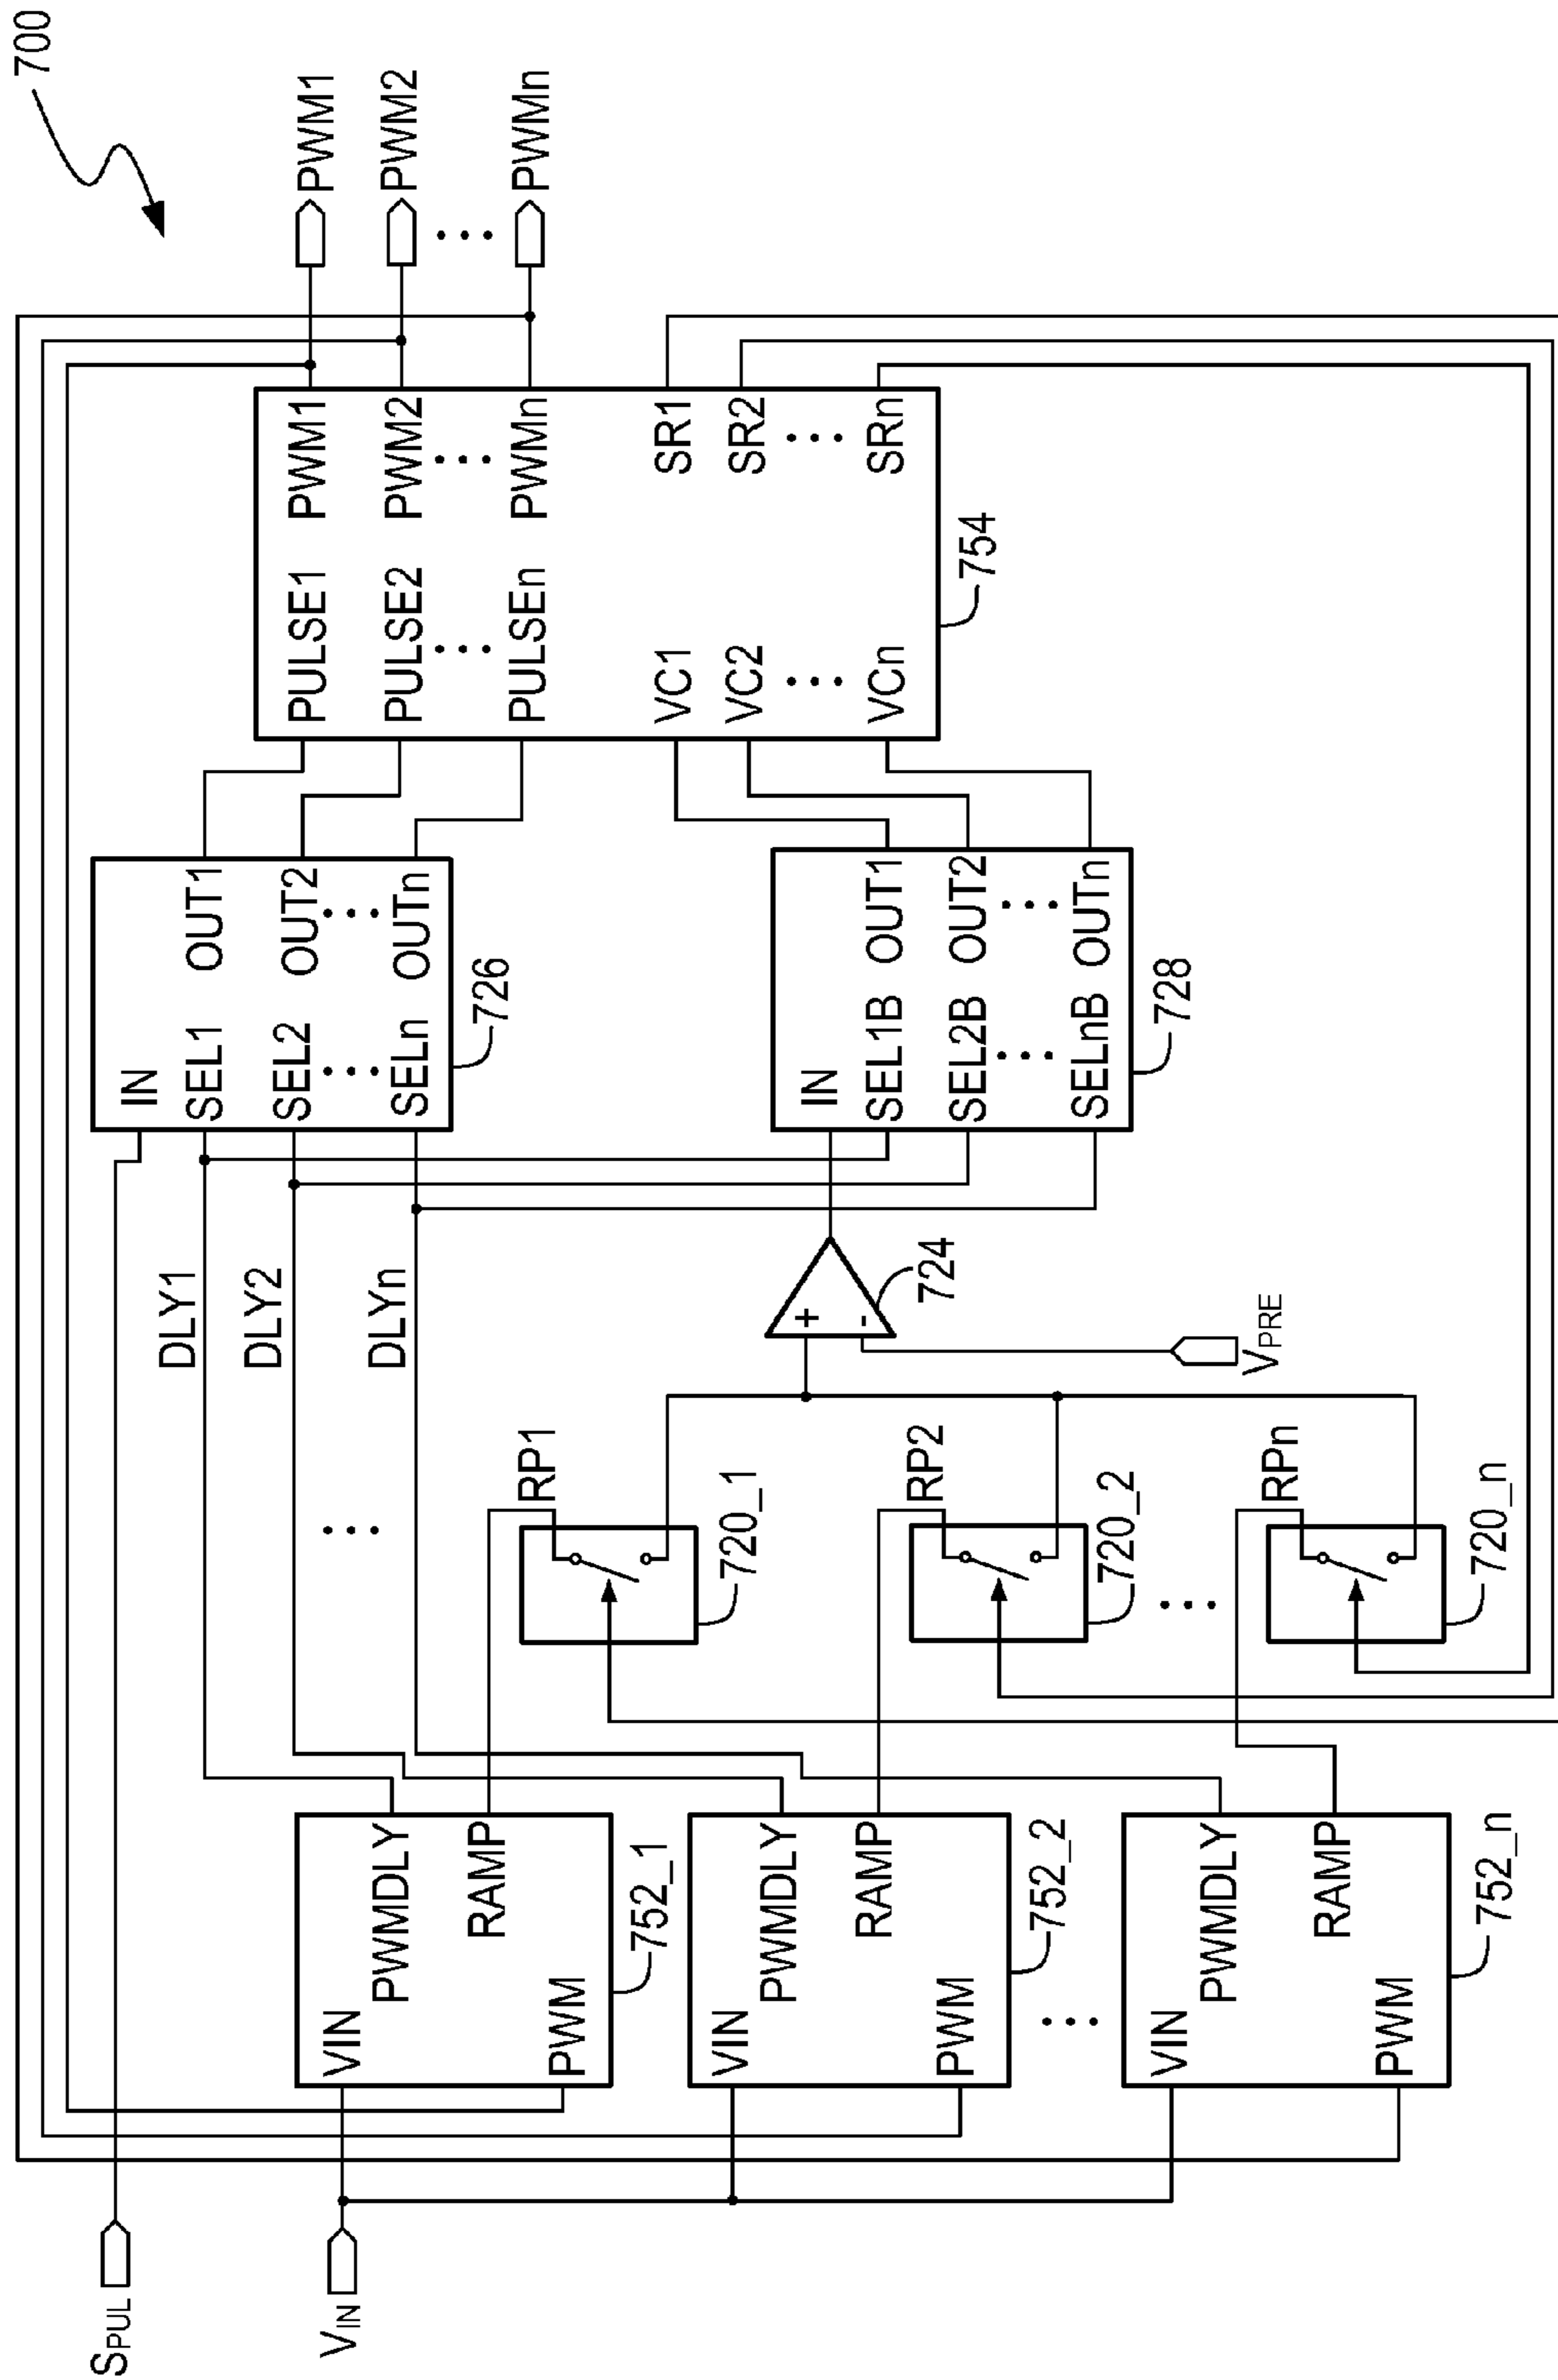 700
S_PUL
V_IN
VIN
PWMDLY
RAMP
PWM
752_1
VIN
PWMDLY
RAMP
PWM
752_2
VIN
PWMDLY
RAMP
PWM
752_n
DLY1
DLY2
DLYn
RP1
720_1
RP2
720_2
RPn
720_n
+
-
724
V_PRE
IN
SEL1 OUT1
SEL2 OUT2
SELn OUTn
726
IN
SEL1B OUT1
SEL2B OUT2
SELnB OUTn
728
PULSE1 PWM1
PULSE2 PWM2
PULSEn PWMn
VC1 SR1
VC2 SR2
VCn SRn
754
PWM1
PWM2
PWMn